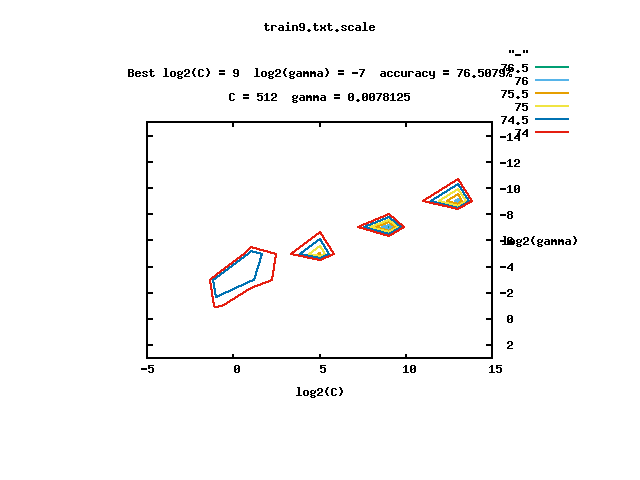 train9.txt.scale
"-"
Best log2(C) = 9 log2(gamma) = -7 accuracy = 76.5079%
76.5
76
75.5
75
74.5
74
C = 512 gamma = 0.0078125
-14
-12
-10
-8
-6
-4
-2
0
2
log2(gamma)
-5 0 5 10 15
log2(C)